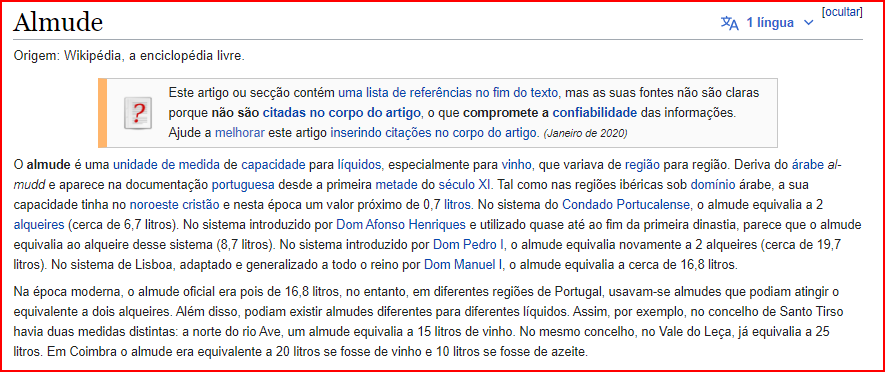 Almude
1 língua
[ocultar]
Origem: Wikipédia, a enciclopédia livre.
Este artigo ou secção contém uma lista de referências no fim do texto, mas as suas fontes não são claras
porque não são citadas no corpo do artigo, o que compromete a confiabilidade das informações.
Ajude a melhorar este artigo inserindo citações no corpo do artigo. (Janeiro de 2020)
O almude é uma unidade de medida de capacidade para líquidos, especialmente para vinho, que variava de região para região. Deriva do árabe al-
mudd e aparece na documentação portuguesa desde a primeira metade do século XI. Tal como nas regiões ibéricas sob domínio árabe, a sua
capacidade tinha no noroeste cristão e nesta época um valor próximo de 0,7 litros. No sistema do Condado Portucalense, o almude equivalia a 2
alqueires (cerca de 6,7 litros). No sistema introduzido por Dom Afonso Henriques e utilizado quase até ao fim da primeira dinastia, parece que o almude
equivalia ao alqueire desse sistema (8,7 litros). No sistema introduzido por Dom Pedro I, o almude equivalia novamente a 2 alqueires (cerca de 19,7
litros). No sistema de Lisboa, adaptado e generalizado a todo o reino por Dom Manuel I, o almude equivalia a cerca de 16,8 litros.
Na época moderna, o almude oficial era pois de 16,8 litros, no entanto, em diferentes regiões de Portugal, usavam-se almudes que podiam atingir o
equivalente a dois alqueires. Além disso, podiam existir almudes diferentes para diferentes líquidos. Assim, por exemplo, no concelho de Santo Tirso
havia duas medidas distintas: a norte do rio Ave, um almude equivalia a 15 litros de vinho. No mesmo concelho, no Vale do Leça, já equivalia a 25
litros. Em Coimbra o almude era equivalente a 20 litros se fosse de vinho e 10 litros se fosse de azeite.